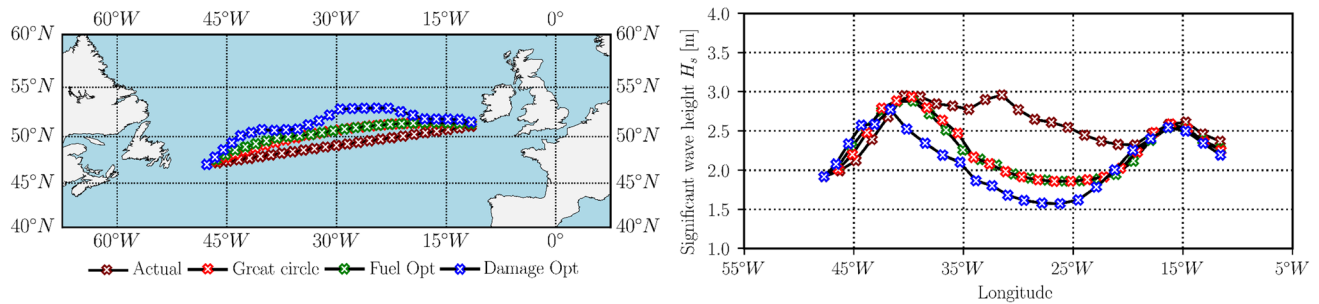 60°W 45°W 30°W 15°W 0°
60°N 60°N
55°N 55°N
50°N 50°N
45°N 45°N
40°N 40°N
60°W 45°W 30°W 15°W 0°
Actual Great circle Fuel Opt Damage Opt
Significant wave height Hₛ [m]
4.0
3.5
3.0
2.5
2.0
1.5
1.0
55°W 45°W 35°W 25°W 15°W 5°W
Longitude